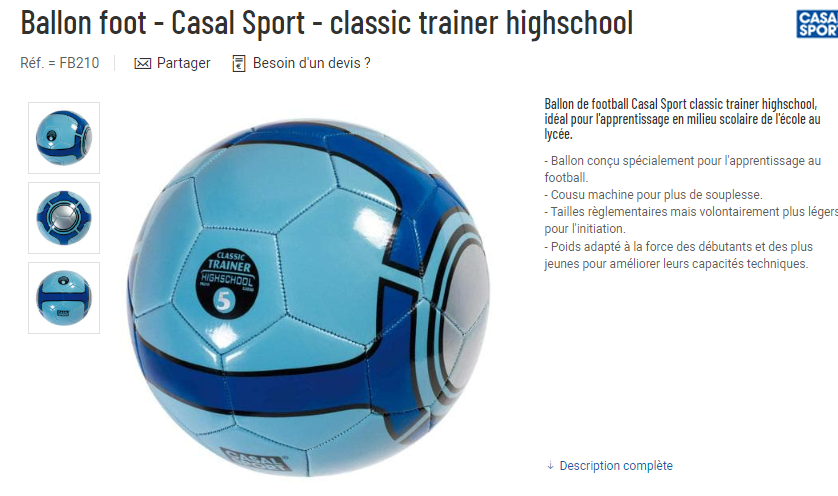 Ballon foot - Casal Sport - classic trainer highschool
CASA
SPOR
Réf. = FB210
Partager
Besoin d'un devis ?
Ballon de football Casal Sport classic trainer highschool,
idéal pour l'apprentissage en milieu scolaire de l'école au
lycée.
- Ballon conçu spécialement pour l'apprentissage au
football.
- Cousu machine pour plus de souplesse.
- Tailles règlementaires mais volontairement plus légers
pour l'initiation.
- Poids adapté à la force des débutants et des plus
jeunes pour améliorer leurs capacités techniques.
CLASSIC
TRAINER
HIGHSCHOOL
5
CASAL
SPORT
Description complète